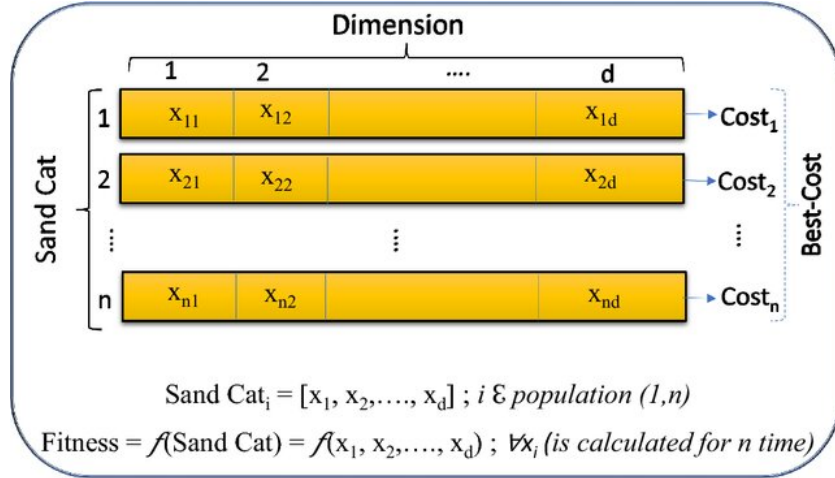 Dimension
1 2 .... d
1 x₁₁ x₁₂ x₁d Cost₁
2 x₂₁ x₂₂ x₂d Cost₂
.... .... ....
n xn₁ xn₂ xnd Costn
Sand Cat
Best-Cost
Sand Catᵢ = [x₁, x₂,…., xd] ; i Ɛ population (1,n)
Fitness = f(Sand Cat) = f(x₁, x₂,…., xd) ; ∀xᵢ (is calculated for n time)